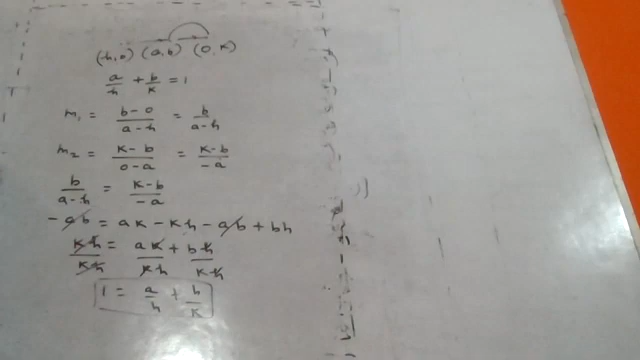 (h,0) (a,b) (0,k)
a/h + b/k = 1
m₁ = (b-0)/(a-h) = b/(a-h)
m₂ = (k-b)/(0-a) = (k-b)/(-a)
b/(a-h) = (k-b)/(-a)
-ab = ak - kh - ab + bh
kh/kh = ak/kh + bh/kh
1 = a/h + b/k